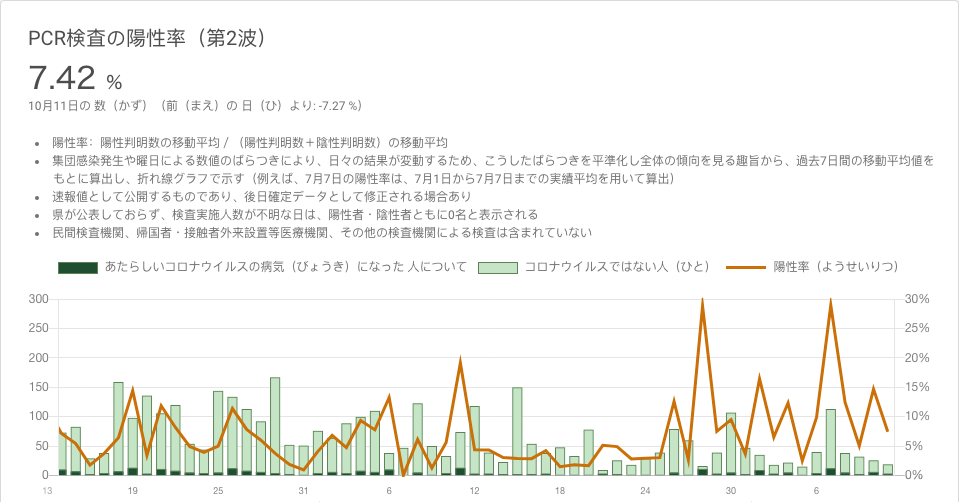 PCR検査の陽性率（第2波）
7.42 %
10月11日の 数（かず）（前（まえ）の 日（ひ）より: -7.27 %）
• 陽性率：陽性判明数の移動平均 / （陽性判明数＋陰性判明数）の移動平均
• 集団感染発生や曜日による数値のばらつきにより、日々の結果が変動するため、こうしたばらつきを平準化し全体の傾向を見る趣旨から、過去7日間の移動平均値を
もとに算出し、折れ線グラフで示す（例えば、7月7日の陽性率は、7月1日から7月7日までの実績平均を用いて算出）
• 速報値として公開するものであり、後日確定データとして修正される場合あり
• 県が公表しておらず、検査実施人数が不明な日は、陽性者・陰性者ともに0名と表示される
• 民間検査機関、帰国者・接触者外来設置等医療機関、その他の検査機関による検査は含まれていない
あたらしいコロナウイルスの病気（びょうき）になった 人について コロナウイルスではない人（ひと） 陽性率（ようせいりつ）
300 30%
250 25%
200 20%
150 15%
100 10%
50 5%
0 0%
13 19 25 31 6 12 18 24 30 6